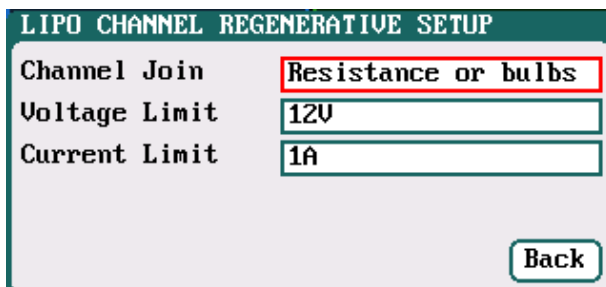 LIPO CHANNEL REGENERATIVE SETUP
Channel Join Resistance or bulbs
Voltage Limit 12V
Current Limit 1A
Back